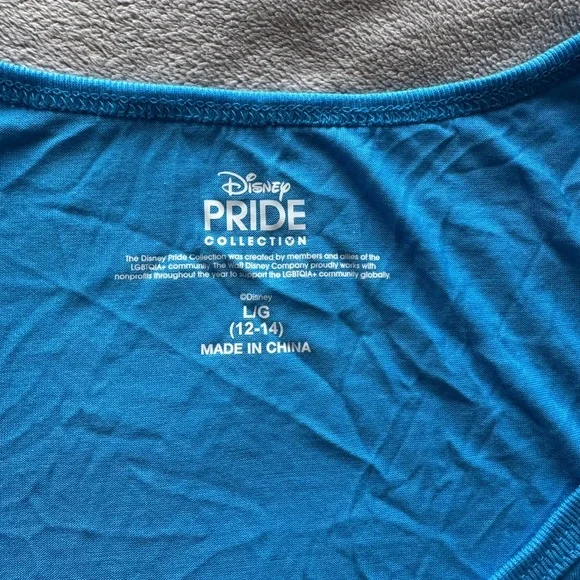 Disney
PRIDE
COLLECTION
The Disney Pride Collection was created by members and allies of the
LGBTQIA+ community. The Walt Disney Company proudly works with
nonprofits throughout the year to support the LGBTQIA+ community globally.
©Disney
L/G
(12-14)
MADE IN CHINA